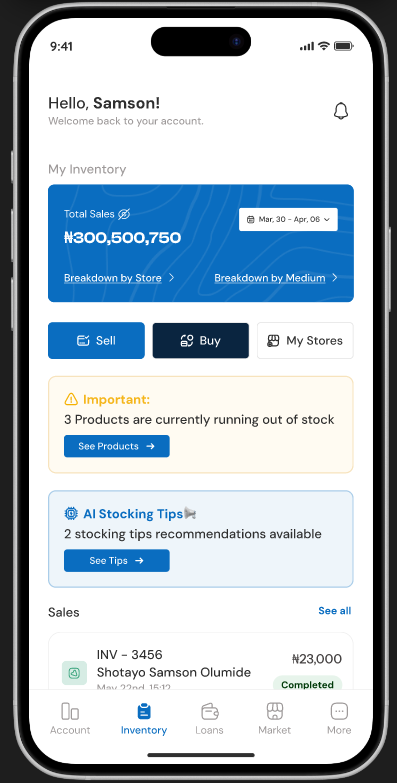 9:41
Hello, Samson!
Welcome back to your account.
My Inventory
Total Sales
Mar, 30 - Apr, 06
₦300,500,750
Breakdown by Store
Breakdown by Medium
Sell
Buy
My Stores
Important:
3 Products are currently running out of stock
See Products
AI Stocking Tips
2 stocking tips recommendations available
See Tips
Sales
See all
INV - 3456
₦23,000
Shotayo Samson Olumide
May 22nd, 15:12
Completed
Account
Inventory
Loans
Market
More